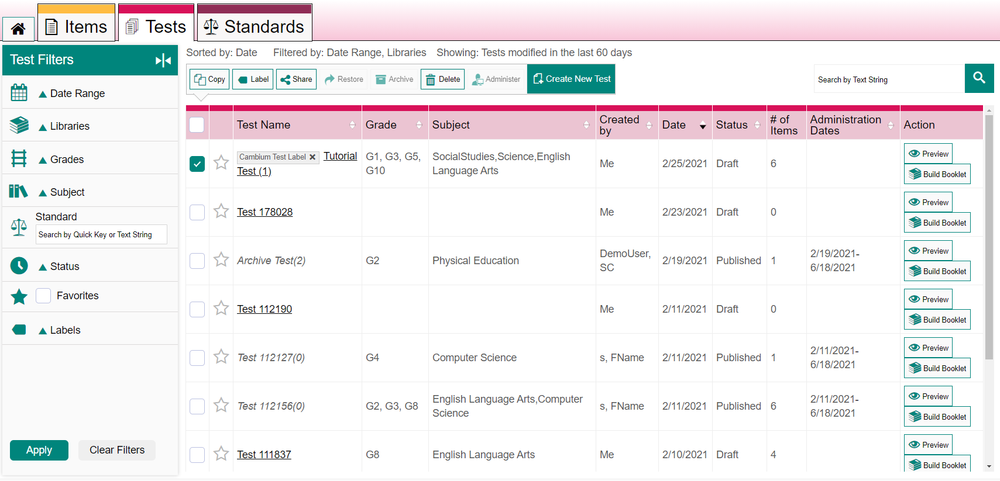 Items
Tests
Standards
Test Filters
Date Range
Libraries
Grades
Subject
Standard
Search by Quick Key or Text String
Status
Favorites
Labels
Apply
Clear Filters
Sorted by: Date Filtered by: Date Range, Libraries Showing: Tests modified in the last 60 days
Copy Label Share Restore Archive Delete Administer Create New Test
Search by Text String
Test Name Grade Subject Created by Date Status # of Items Administration Dates Action
Cambium Test Label × Tutorial
Test (1)
G1, G3, G5,
G10
SocialStudies,Science,English
Language Arts
Me 2/25/2021 Draft 6
Preview
Build Booklet
Test 178028 Me 2/23/2021 Draft 0
Preview
Build Booklet
Archive Test(2) G2 Physical Education
DemoUser,
SC
2/19/2021 Published 1
2/19/2021-
6/18/2021
Preview
Build Booklet
Test 112190 Me 2/11/2021 Draft 0
Preview
Build Booklet
Test 112127(0) G4 Computer Science s, FName 2/11/2021 Published 1
2/11/2021-
6/18/2021
Preview
Build Booklet
Test 112156(0) G2, G3, G8
English Language Arts,Computer
Science
s, FName 2/11/2021 Published 6
2/11/2021-
6/18/2021
Preview
Build Booklet
Test 111837 G8 English Language Arts Me 2/10/2021 Draft 4
Preview
Build Booklet